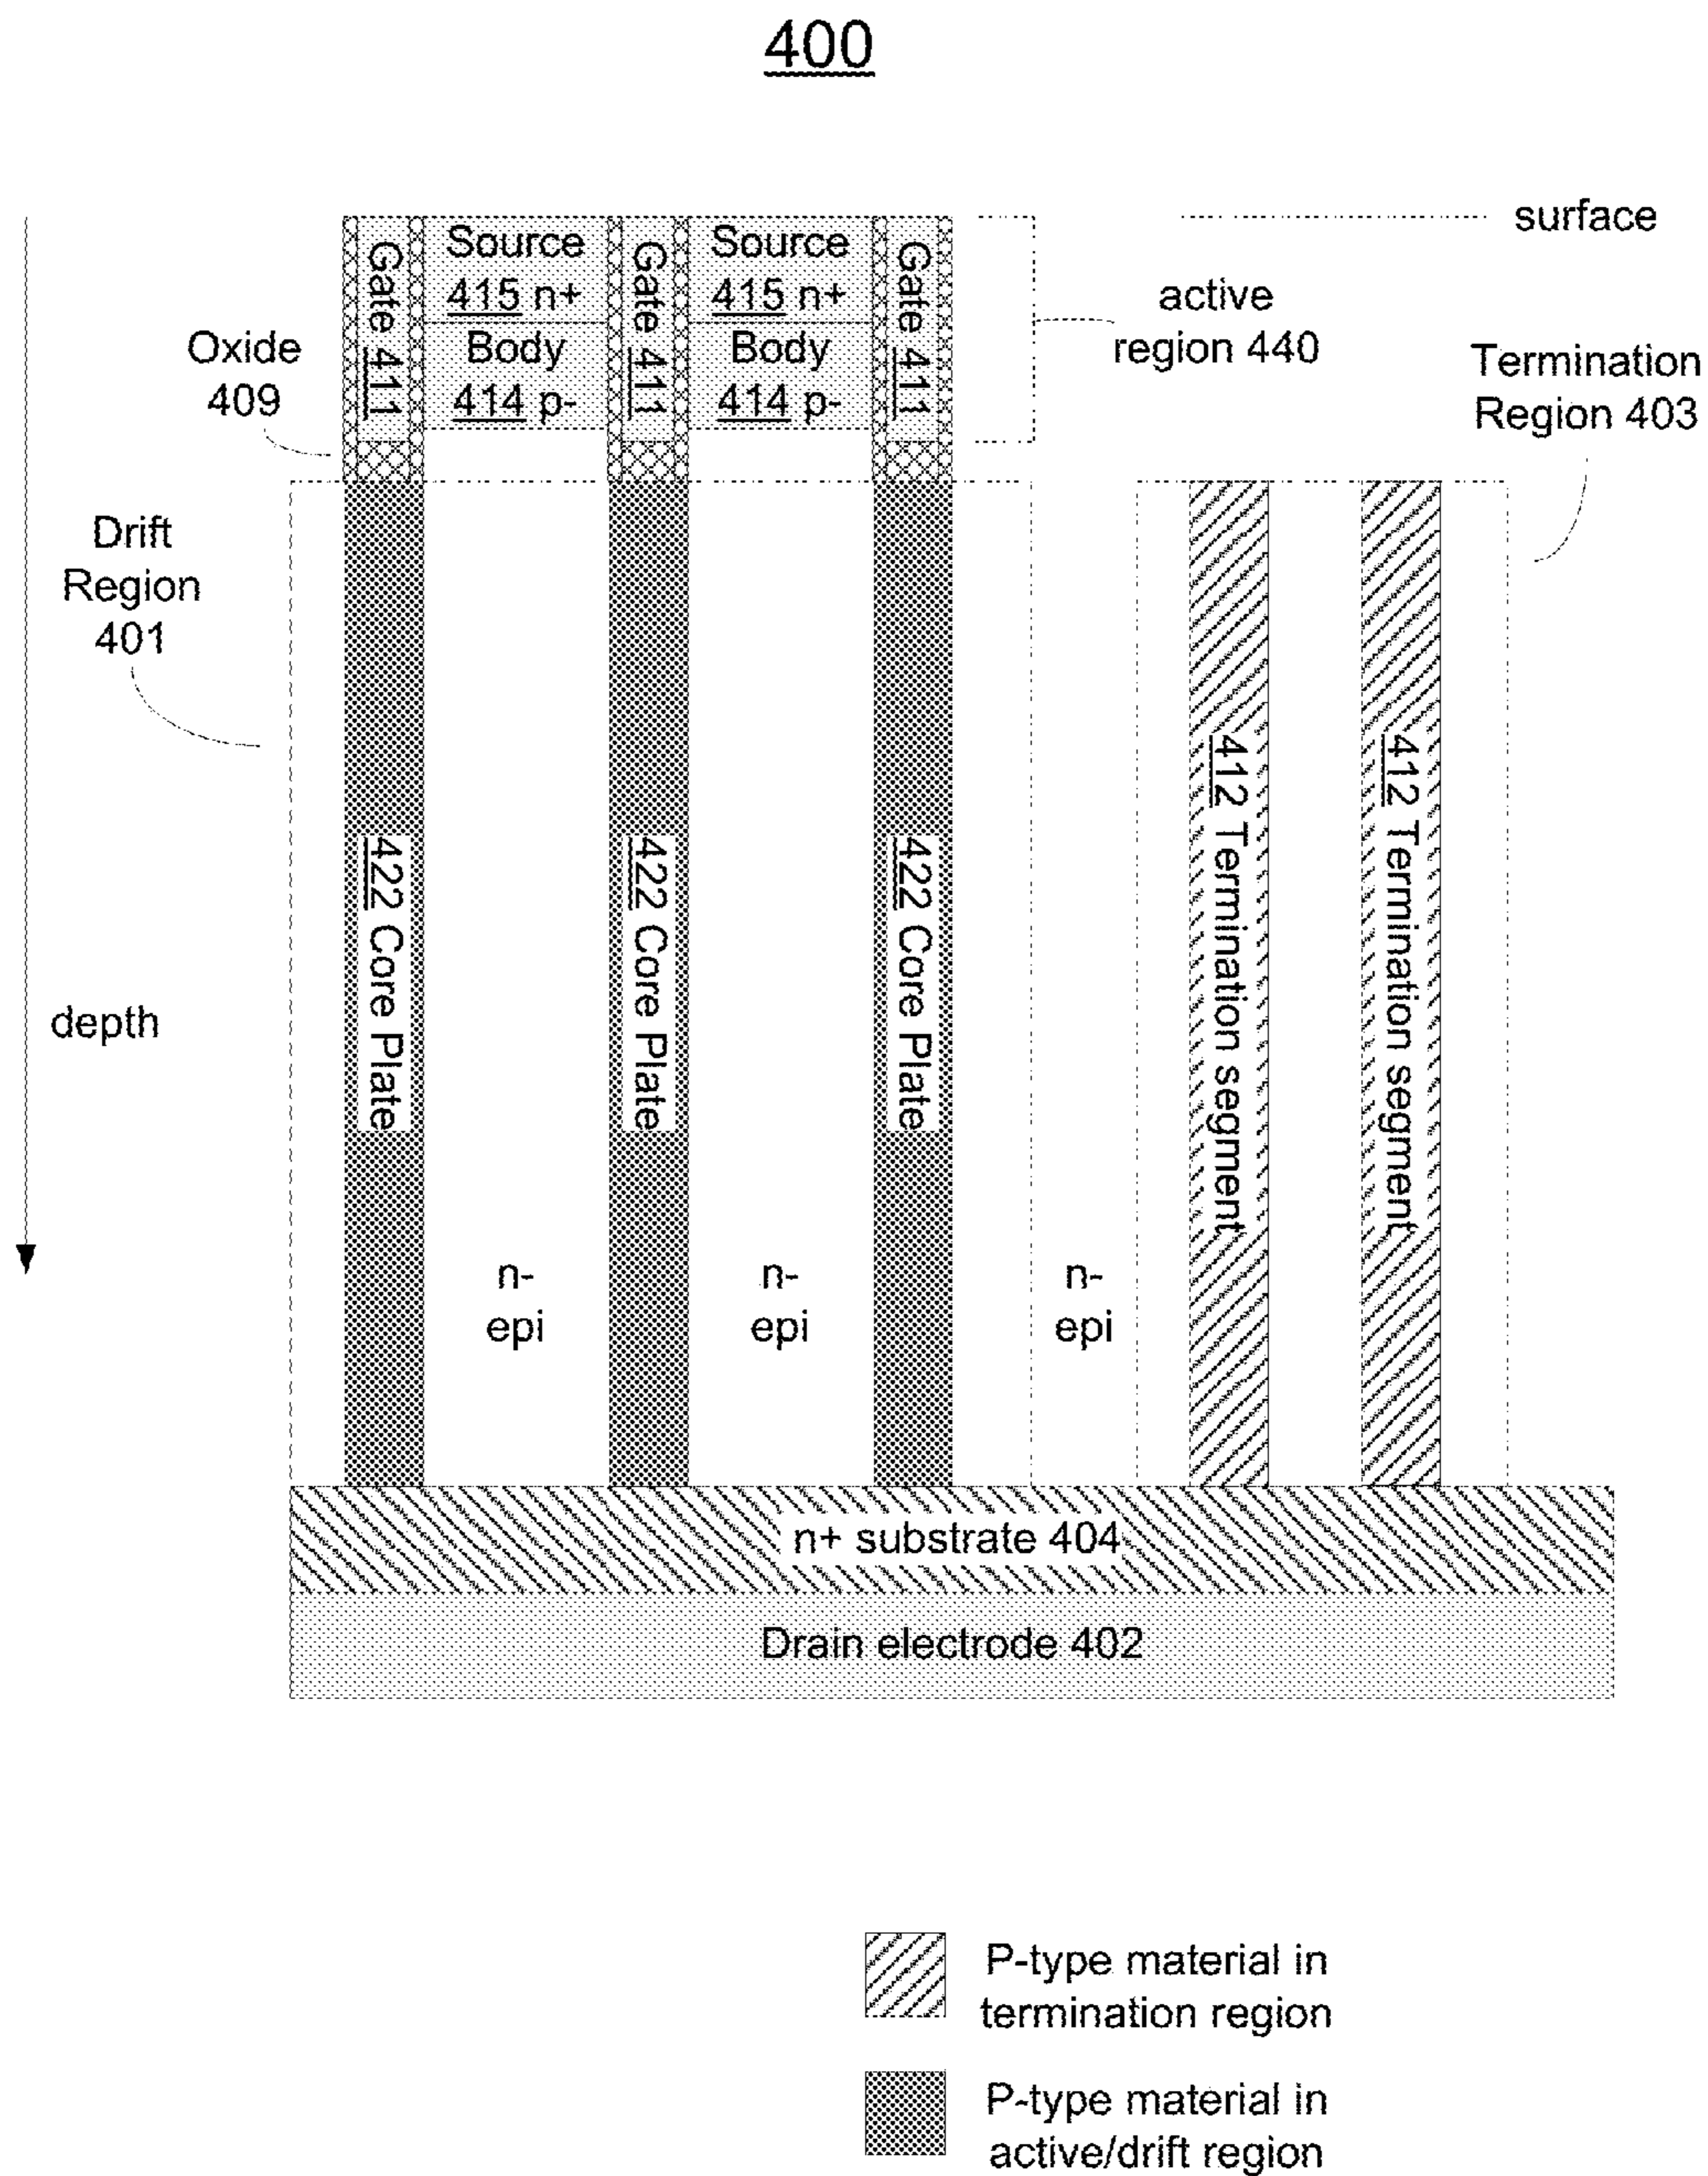 400
surface
Source
415 n+
Body
414 p-
Source
415 n+
Body
414 p-
Gate 411
Gate 411
Gate 411
active
region 440
Oxide
409
Termination
Region 403
Drift
Region
401
depth
422 Core Plate
422 Core Plate
422 Core Plate
412 Termination segment
412 Termination segment
n-
epi
n-
epi
n-
epi
n+ substrate 404
Drain electrode 402
P-type material in
termination region
P-type material in
active/drift region